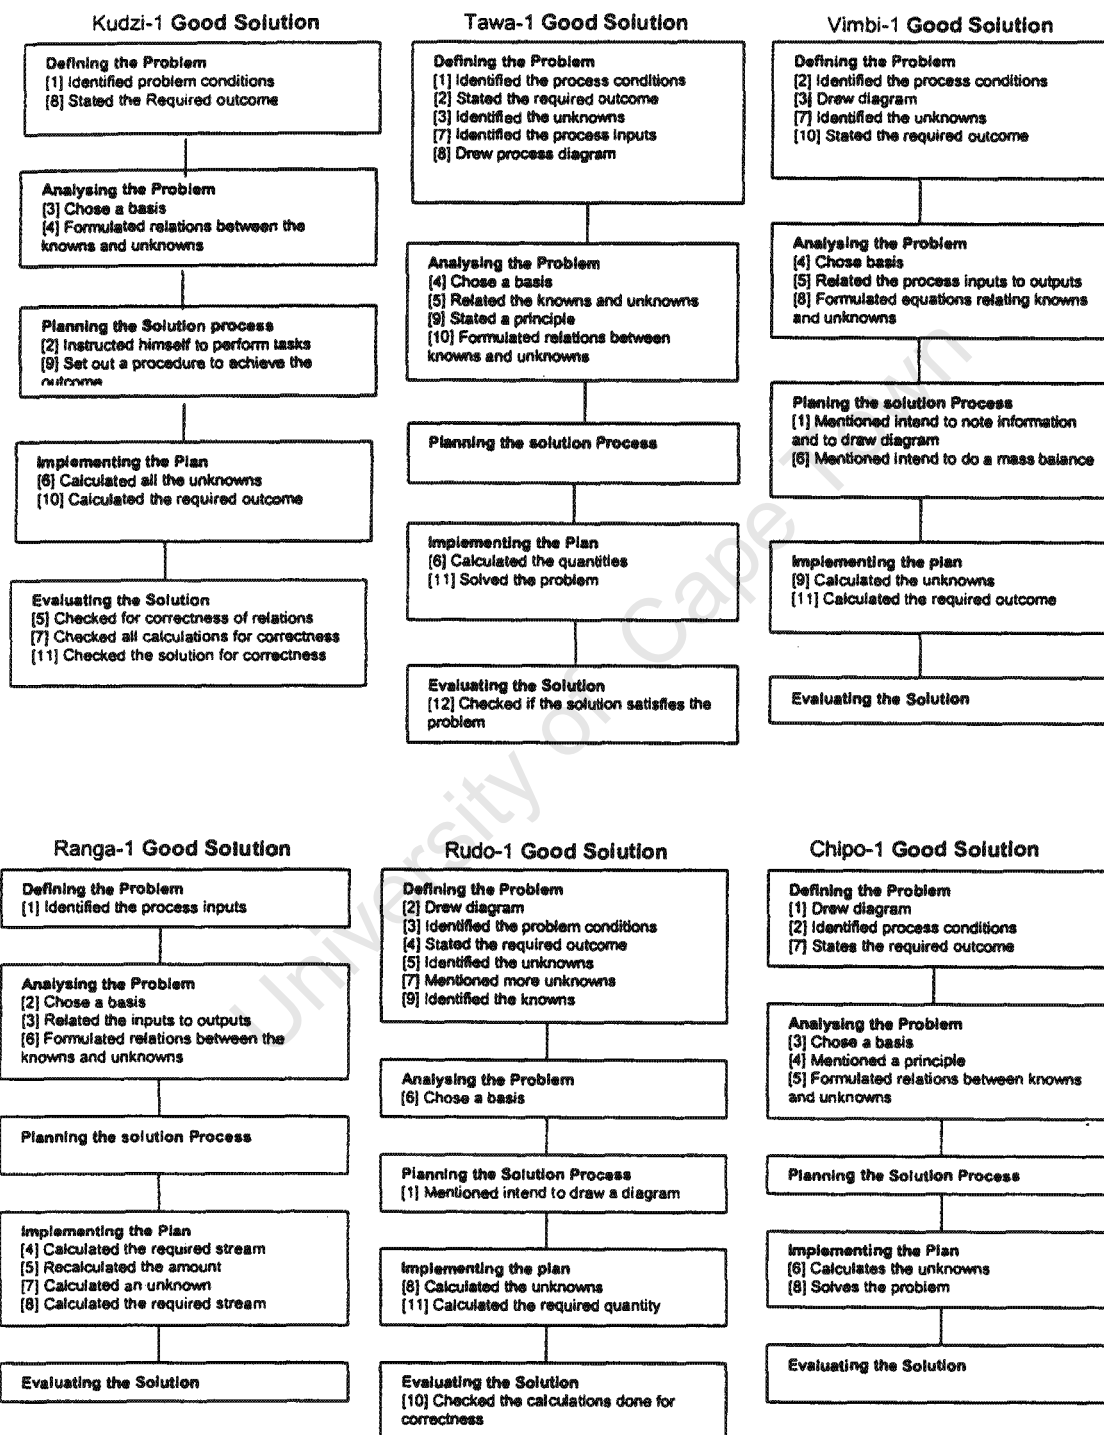 Kudzi-1 Good Solution
Defining the Problem
[1] Identified problem conditions
[8] Stated the Required outcome
Analysing the Problem
[3] Chose a basis
[4] Formulated relations between the
knowns and unknowns
Planning the Solution process
[2] Instructed himself to perform tasks
[9] Set out a procedure to achieve the
outcome
Implementing the Plan
[6] Calculated all the unknowns
[10] Calculated the required outcome
Evaluating the Solution
[5] Checked for correctness of relations
[7] Checked all calculations for correctness
[11] Checked the solution for correctness
Tawa-1 Good Solution
Defining the Problem
[1] Identified the process conditions
[2] Stated the required outcome
[3] Identified the unknowns
[7] Identified the process inputs
[8] Drew process diagram
Analysing the Problem
[4] Chose a basis
[5] Related the knowns and unknowns
[9] Stated a principle
[10] Formulated relations between
knowns and unknowns
Planning the solution Process
Implementing the Plan
[6] Calculated the quantities
[11] Solved the problem
Evaluating the Solution
[12] Checked if the solution satisfies the
problem
Vimbi-1 Good Solution
Defining the Problem
[2] Identified the process conditions
[3] Drew diagram
[7] Identified the unknowns
[10] Stated the required outcome
Analysing the Problem
[4] Chose basis
[5] Related the process inputs to outputs
[8] Formulated equations relating knowns
and unknowns
Planing the solution Process
[1] Mentioned intend to note information
and to draw diagram
[6] Mentioned intend to do a mass balance
Implementing the plan
[9] Calculated the unknowns
[11] Calculated the required outcome
Evaluating the Solution
Ranga-1 Good Solution
Defining the Problem
[1] Identified the process inputs
Analysing the Problem
[2] Chose a basis
[3] Related the inputs to outputs
[6] Formulated relations between the
knowns and unknowns
Planning the solution Process
Implementing the Plan
[4] Calculated the required stream
[5] Recalculated the amount
[7] Calculated an unknown
[8] Calculated the required stream
Evaluating the Solution
Rudo-1 Good Solution
Defining the Problem
[2] Drew diagram
[3] Identified the problem conditions
[4] Stated the required outcome
[5] Identified the unknowns
[7] Mentioned more unknowns
[9] Identified the knowns
Analysing the Problem
[6] Chose a basis
Planning the Solution Process
[1] Mentioned intend to draw a diagram
Implementing the plan
[8] Calculated the unknowns
[11] Calculated the required quantity
Evaluating the Solution
[10] Checked the calculations done for
correctness
Chipo-1 Good Solution
Defining the Problem
[1] Drew diagram
[2] Identified process conditions
[7] States the required outcome
Analysing the Problem
[3] Chose a basis
[4] Mentioned a principle
[5] Formulated relations between knowns
and unknowns
Planning the Solution Process
Implementing the Plan
[6] Calculates the unknowns
[8] Solves the problem
Evaluating the Solution
University of Cape Town